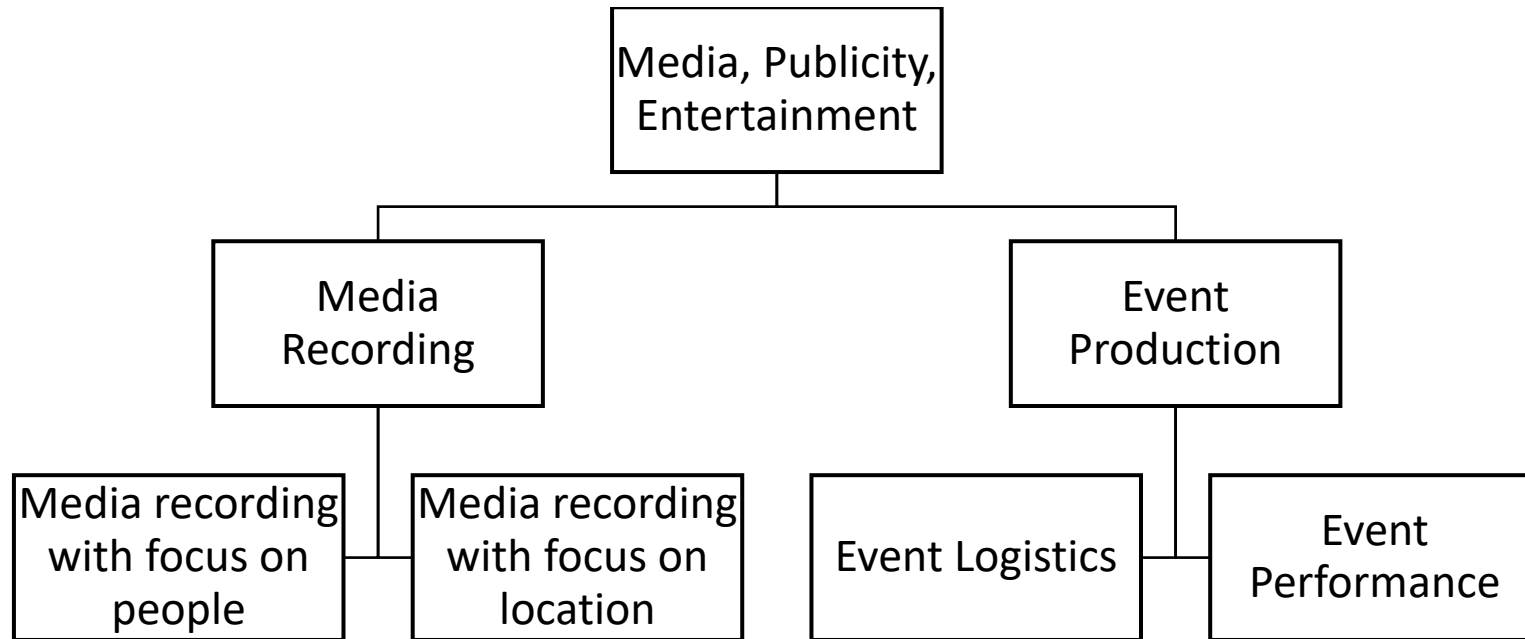 Media, Publicity,
Entertainment
Media
Recording
Event
Production
Media recording
with focus on
people
Media recording
with focus on
location
Event Logistics
Event
Performance